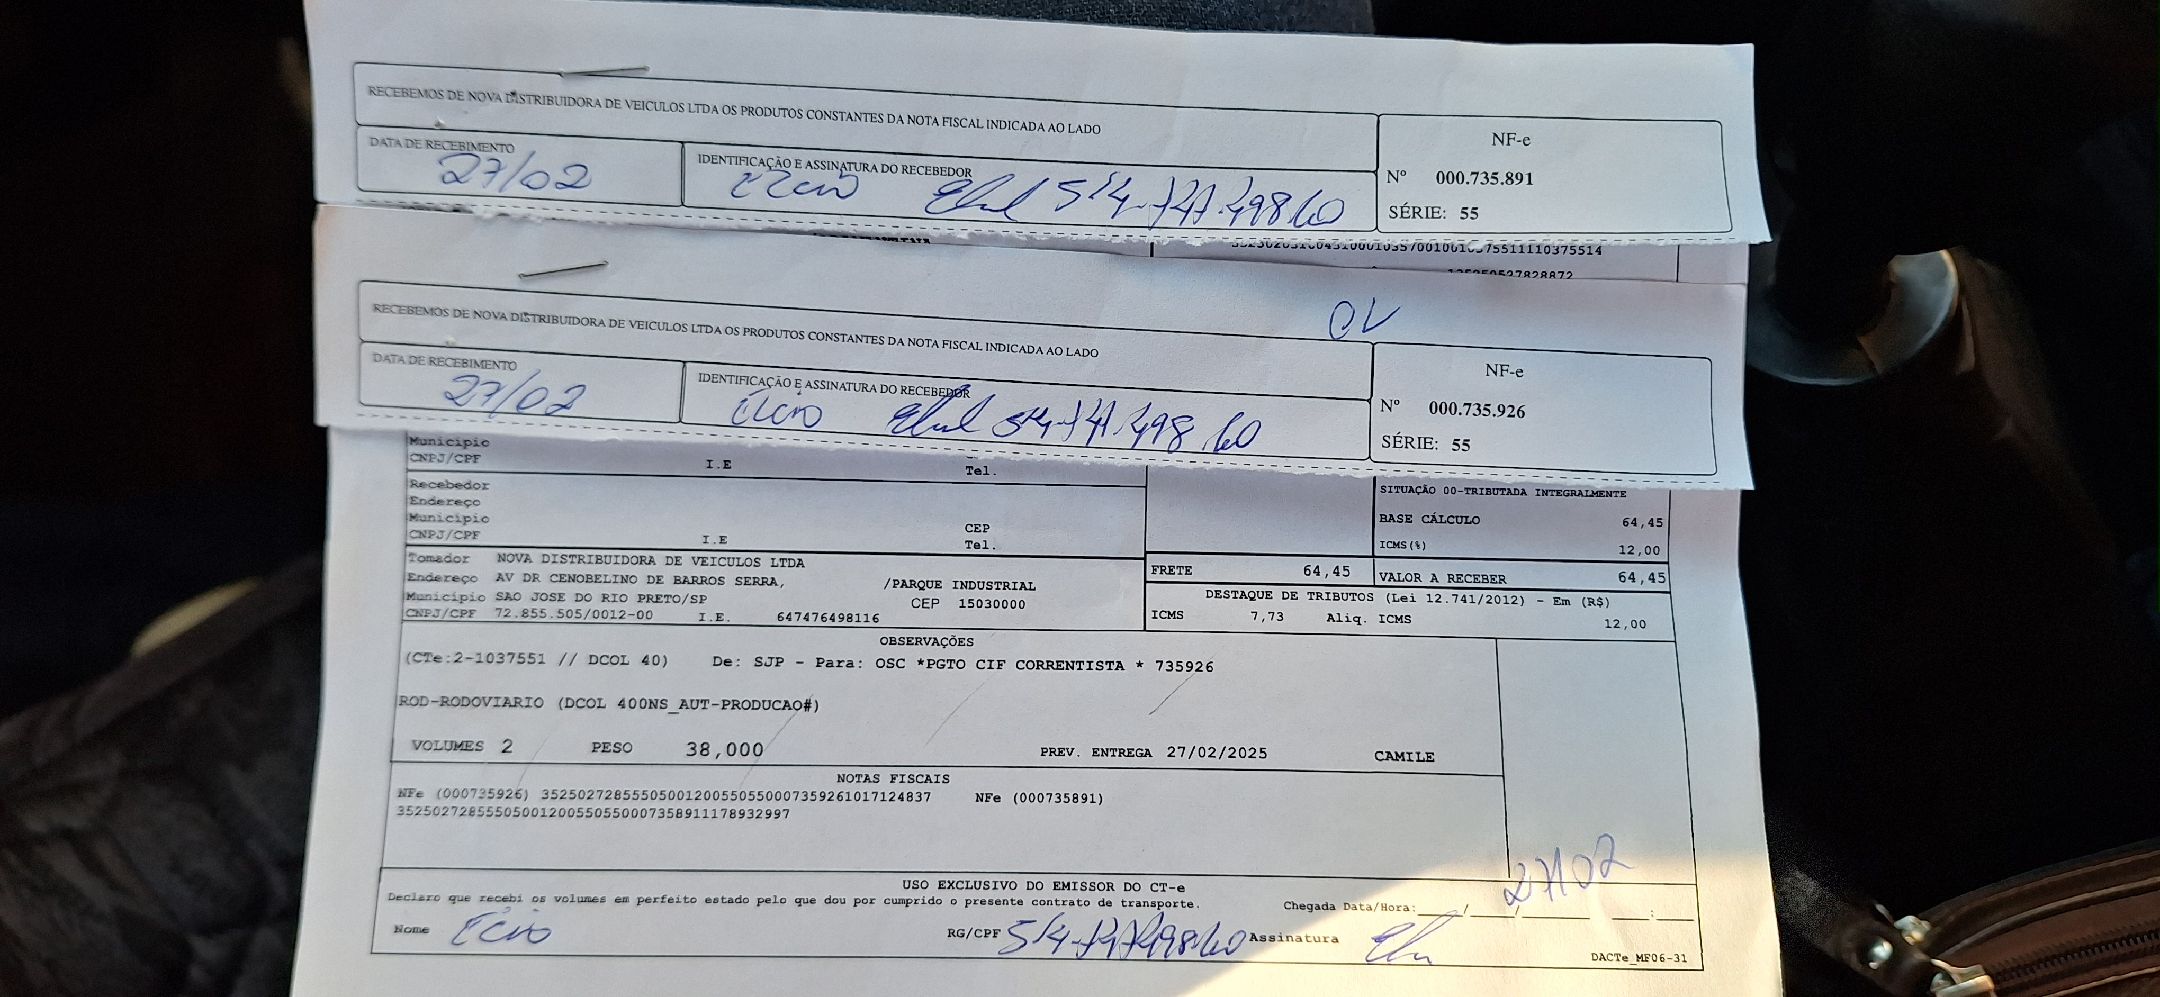 RECEBEMOS DE NOVA DISTRIBUIDORA DE VEICULOS LTDA OS PRODUTOS CONSTANTES DA NOTA FISCAL INDICADA AO LADO
DATA DE RECEBIMENTO
27/02
IDENTIFICAÇÃO E ASSINATURA DO RECEBEDOR
NF-e
Nº 000.735.891
SÉRIE: 55
RECEBEMOS DE NOVA DISTRIBUIDORA DE VEICULOS LTDA OS PRODUTOS CONSTANTES DA NOTA FISCAL INDICADA AO LADO
DATA DE RECEBIMENTO
27/02
IDENTIFICAÇÃO E ASSINATURA DO RECEBEDOR
NF-e
Nº 000.735.926
SÉRIE: 55
Município
CNPJ/CPF I.E Tel.
Recebedor
Endereço
Município CEP
CNPJ/CPF I.E Tel.
SITUAÇÃO 00-TRIBUTADA INTEGRALMENTE
BASE CÁLCULO 64,45
ICMS(%) 12,00
Tomador NOVA DISTRIBUIDORA DE VEICULOS LTDA
Endereço AV DR CENOBELINO DE BARROS SERRA, /PARQUE INDUSTRIAL
Município SAO JOSE DO RIO PRETO/SP CEP 15030000
CNPJ/CPF 72.855.505/0012-00 I.E. 647476498116
FRETE 64,45 VALOR A RECEBER 64,45
DESTAQUE DE TRIBUTOS (Lei 12.741/2012) - Em (R$)
ICMS 7,73 Aliq. ICMS 12,00
OBSERVAÇÕES
(CTe:2-1037551 // DCOL 40) De: SJP - Para: OSC *PGTO CIF CORRENTISTA * 735926
ROD-RODOVIARIO (DCOL 400NS_AUT-PRODUCAO#)
VOLUMES 2 PESO 38,000 PREV. ENTREGA 27/02/2025 CAMILE
NOTAS FISCAIS
NFe (000735926) 35250272855505001200550550007359261017124837 NFe (000735891)
35250272855505001200550550007358911178932997
27/02
USO EXCLUSIVO DO EMISSOR DO CT-e
Declaro que recebi os volumes em perfeito estado pelo que dou por cumprido o presente contrato de transporte.
Chegada Data/Hora:___/___/______ ___:___
Nome
RG/CPF
Assinatura
DACTe_MF06-31